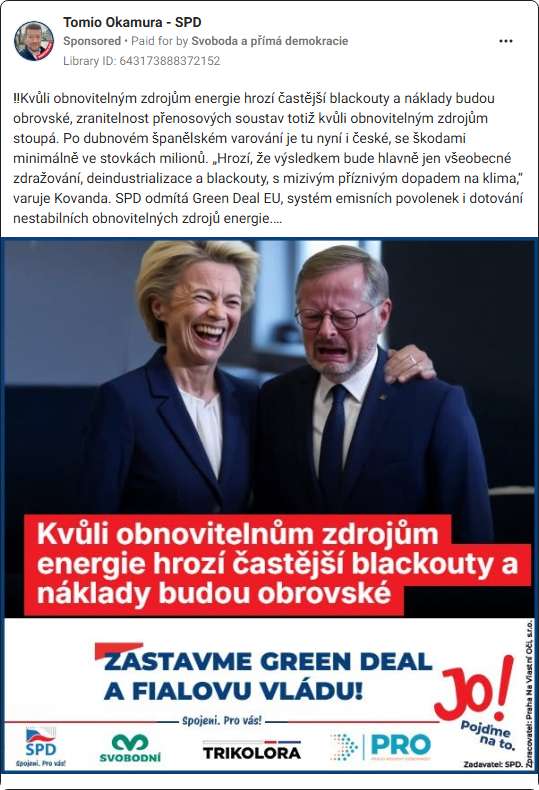 Tomio Okamura - SPD
Sponsored • Paid for by Svoboda a přímá demokracie
Library ID: 643173888372152
‼Kvůli obnovitelným zdrojům energie hrozí častější blackouty a náklady budou
obrovské, zranitelnost přenosových soustav totiž kvůli obnovitelným zdrojům
stoupá. Po dubnovém španělském varování je tu nyní i české, se škodami
minimálně ve stovkách milionů. „Hrozí, že výsledkem bude hlavně jen všeobecné
zdražování, deindustrializace a blackouty, s mizivým příznivým dopadem na klima,“
varuje Kovanda. SPD odmítá Green Deal EU, systém emisních povolenek i dotování
nestabilních obnovitelných zdrojů energie....
Kvůli obnovitelnům zdrojům
energie hrozí častější blackouty a
náklady budou obrovské
ZASTAVME GREEN DEAL
A FIALOVU VLÁDU!
Spojeni. Pro vás!
Jo!
Pojďme
na to.
SPD
Spojeni. Pro vás!
SVOBODNÍ
TRIKOLORA
PRO
Zadavatel: SPD.
Zpracovatel: Praha Na Vlastní Oči, s.r.o.